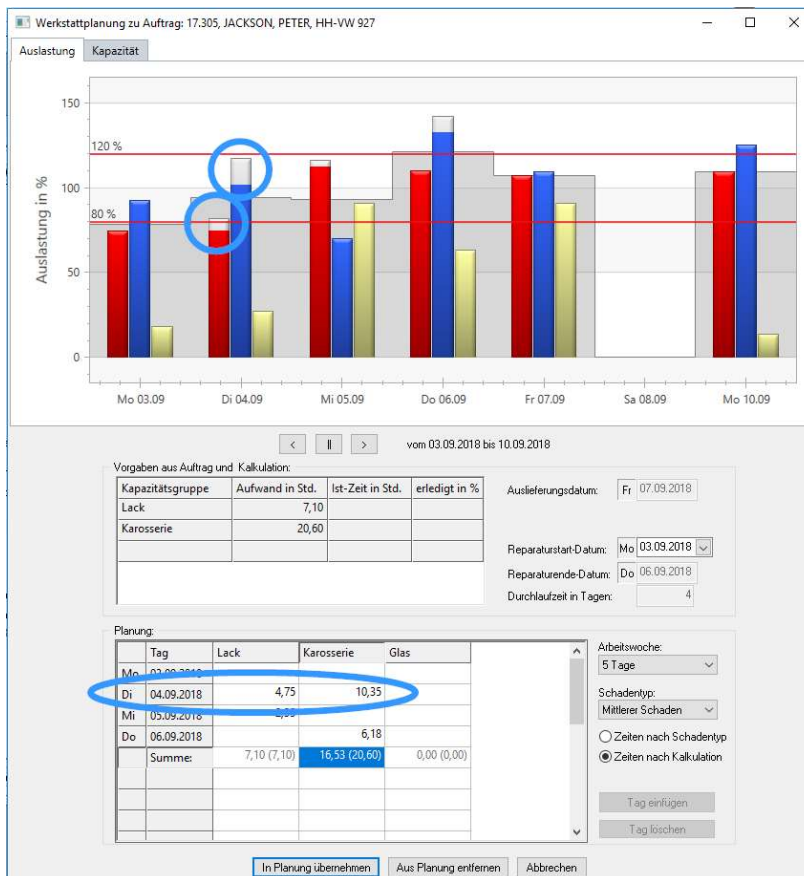 Werkstattplanung zu Auftrag: 17.305, JACKSON, PETER, HH-VW 927
Auslastung Kapazität
Auslastung in %
150
120 %
100
80 %
50
0
Mo 03.09 Di 04.09 Mi 05.09 Do 06.09 Fr 07.09 Sa 08.09 Mo 10.09
< || > vom 03.09.2018 bis 10.09.2018
Vorgaben aus Auftrag und Kalkulation:
Kapazitätsgruppe Aufwand in Std. Ist-Zeit in Std. erledigt in %
Lack 7,10
Karosserie 20,60
Auslieferungsdatum: Fr 07.09.2018
Reparaturstart-Datum: Mo 03.09.2018
Reparaturende-Datum: Do 06.09.2018
Durchlaufzeit in Tagen: 4
Planung:
Tag Lack Karosserie Glas
Mo 03.09.2018
Di 04.09.2018 4,75 10,35
Mi 05.09.2018
Do 06.09.2018 6,18
Summe: 7,10 (7,10) 16,53 (20,60) 0,00 (0,00)
Arbeitswoche:
5 Tage
Schadentyp:
Mittlerer Schaden
Zeiten nach Schadentyp
Zeiten nach Kalkulation
Tag einfügen
Tag löschen
In Planung übernehmen Aus Planung entfernen Abbrechen